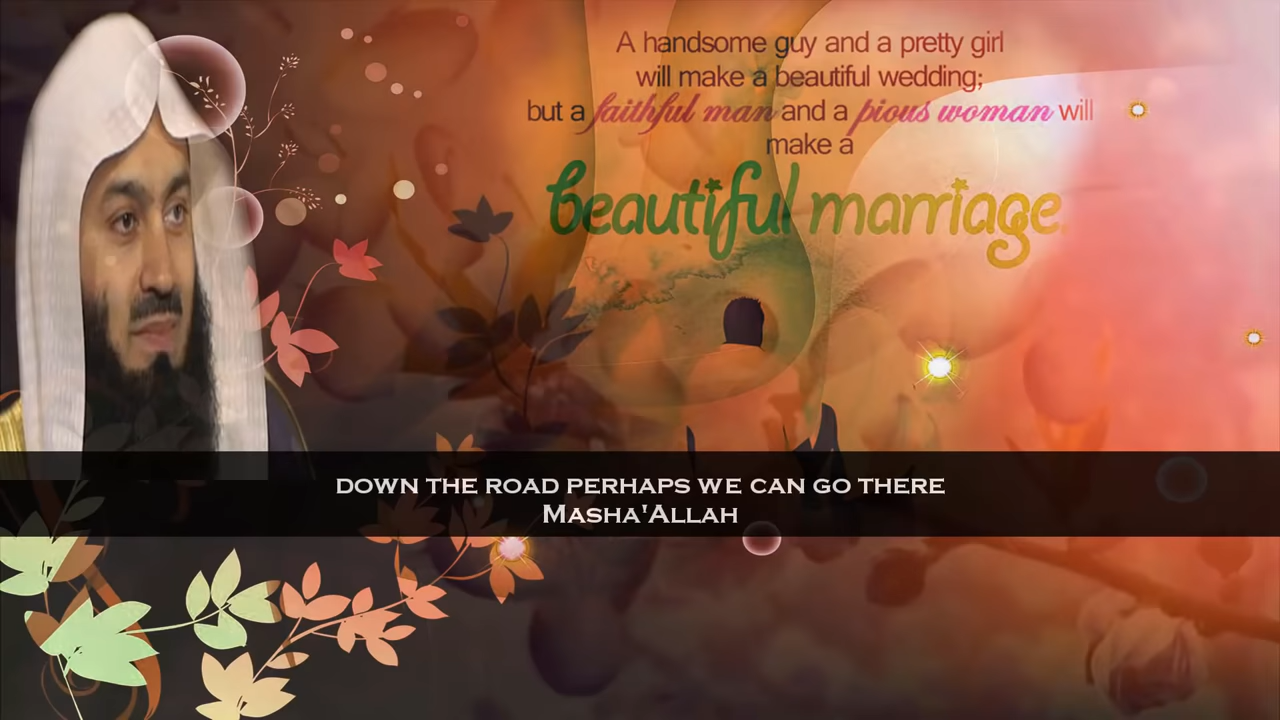 A handsome guy and a pretty girl
will make a beautiful wedding;
but a faithful man and a pious woman will
make a
beautiful marriage.
DOWN THE ROAD PERHAPS WE CAN GO THERE
MASHA'ALLAH